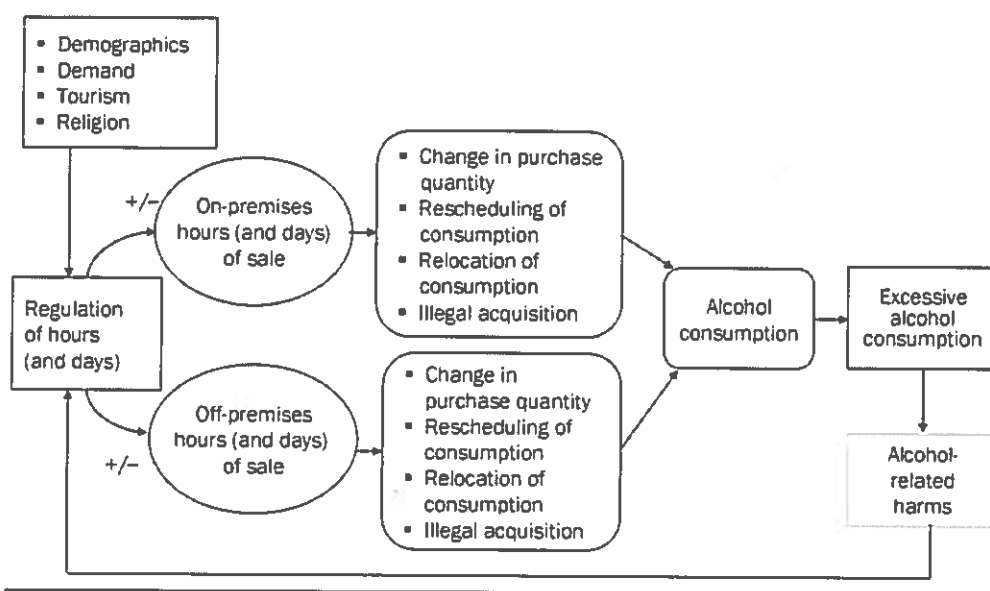 ▪ Demographics
▪ Demand
▪ Tourism
▪ Religion
+/−
On-premises
hours (and days)
of sale
▪ Change in purchase
quantity
▪ Rescheduling of
consumption
▪ Relocation of
consumption
▪ Illegal acquisition
Regulation
of hours
(and days)
Alcohol
consumption
Excessive
alcohol
consumption
+/−
Off-premises
hours (and days)
of sale
▪ Change in
purchase quantity
▪ Rescheduling of
consumption
▪ Relocation of
consumption
▪ Illegal acquisition
Alcohol-
related
harms